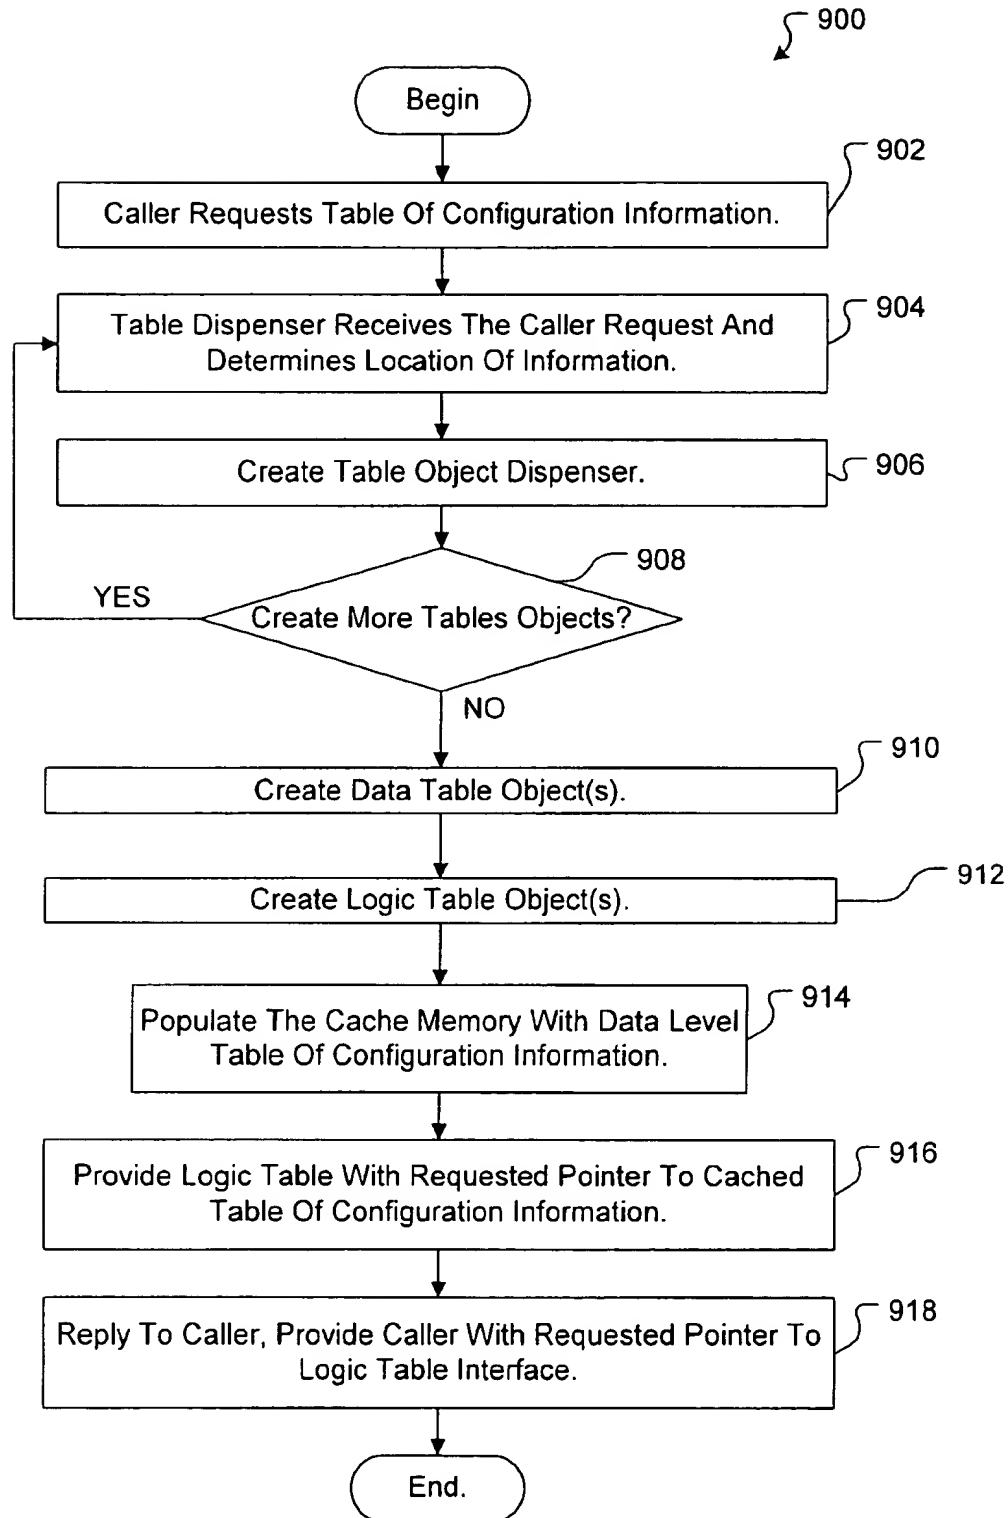 900
Begin
902
Caller Requests Table Of Configuration Information.
904
Table Dispenser Receives The Caller Request And
Determines Location Of Information.
906
Create Table Object Dispenser.
908
YES
Create More Tables Objects?
NO
910
Create Data Table Object(s).
912
Create Logic Table Object(s).
914
Populate The Cache Memory With Data Level
Table Of Configuration Information.
916
Provide Logic Table With Requested Pointer To Cached
Table Of Configuration Information.
918
Reply To Caller, Provide Caller With Requested Pointer To
Logic Table Interface.
End.